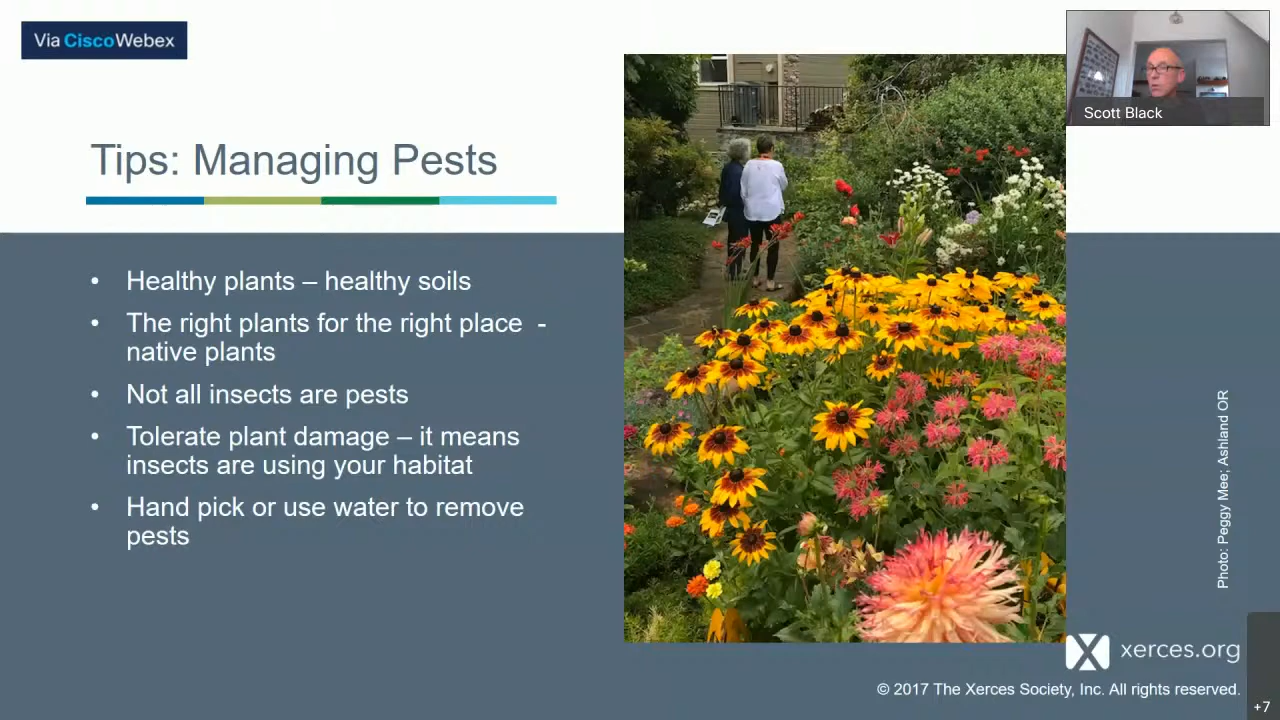 Via CiscoWebex
Scott Black
Tips: Managing Pests
• Healthy plants – healthy soils
• The right plants for the right place -
native plants
• Not all insects are pests
• Tolerate plant damage – it means
insects are using your habitat
• Hand pick or use water to remove
pests
Photo: Peggy Mee; Ashland OR
xerces.org
© 2017 The Xerces Society, Inc. All rights reserved.
+7